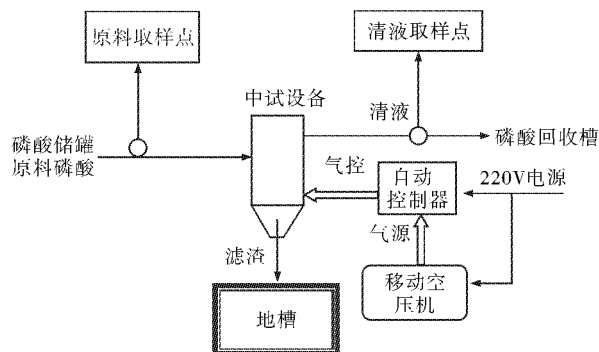 原料取样点
清液取样点
中试设备
清液
磷酸储罐
原料磷酸
磷酸回收槽
气控
自动
控制器
220V电源
气源
滤渣
移动空
压机
地槽